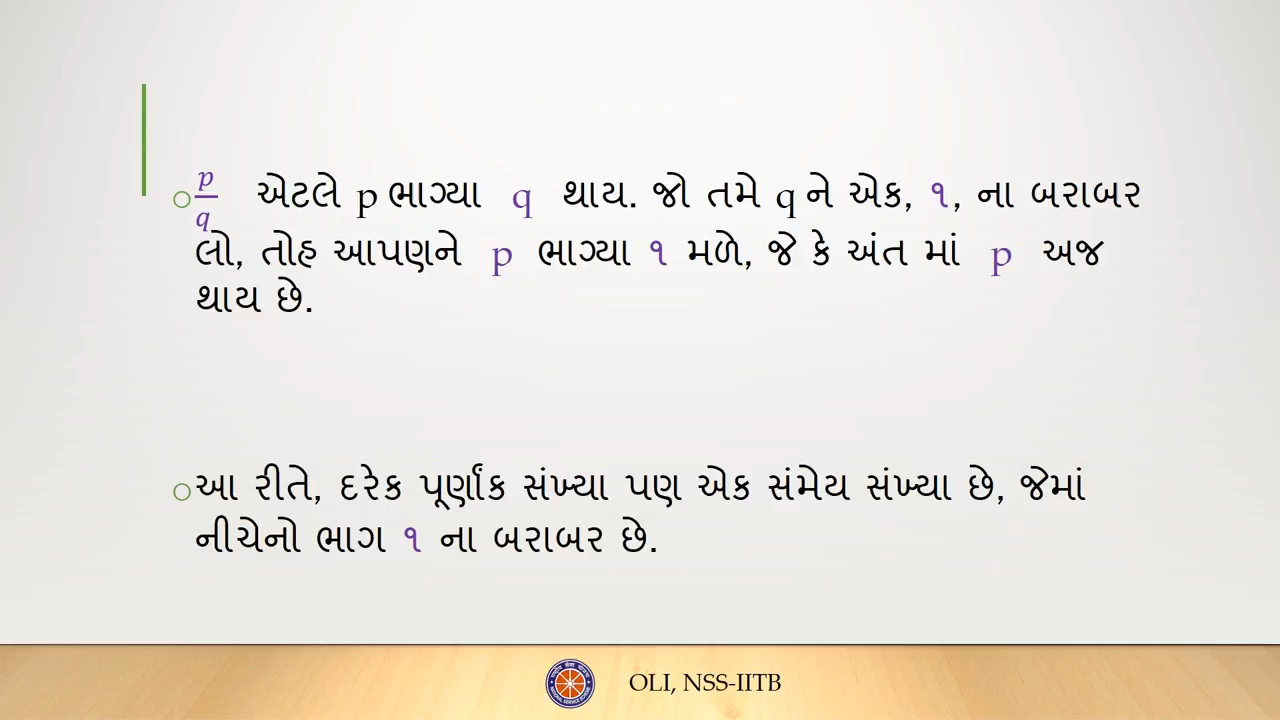 p/q એટલે p ભાગ્યા q થાય. જો તમે q ને એક, ૧, ના બરાબર
લો, તોહ આપણને p ભાગ્યા ૧ મળે, જે કે અંત માં p અજ
થાય છે.
આ રીતે, દરેક પૂર્ણાંક સંખ્યા પણ એક સંમેય સંખ્યા છે, જેમાં
નીચેનો ભાગ ૧ ના બરાબર છે.
OLI, NSS-IITB